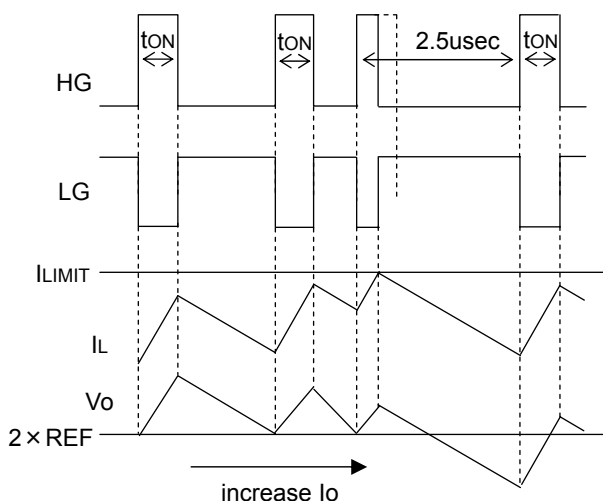 tON tON 2.5usec tON
HG
LG
ILIMIT
IL
Vo
2×REF
increase Io